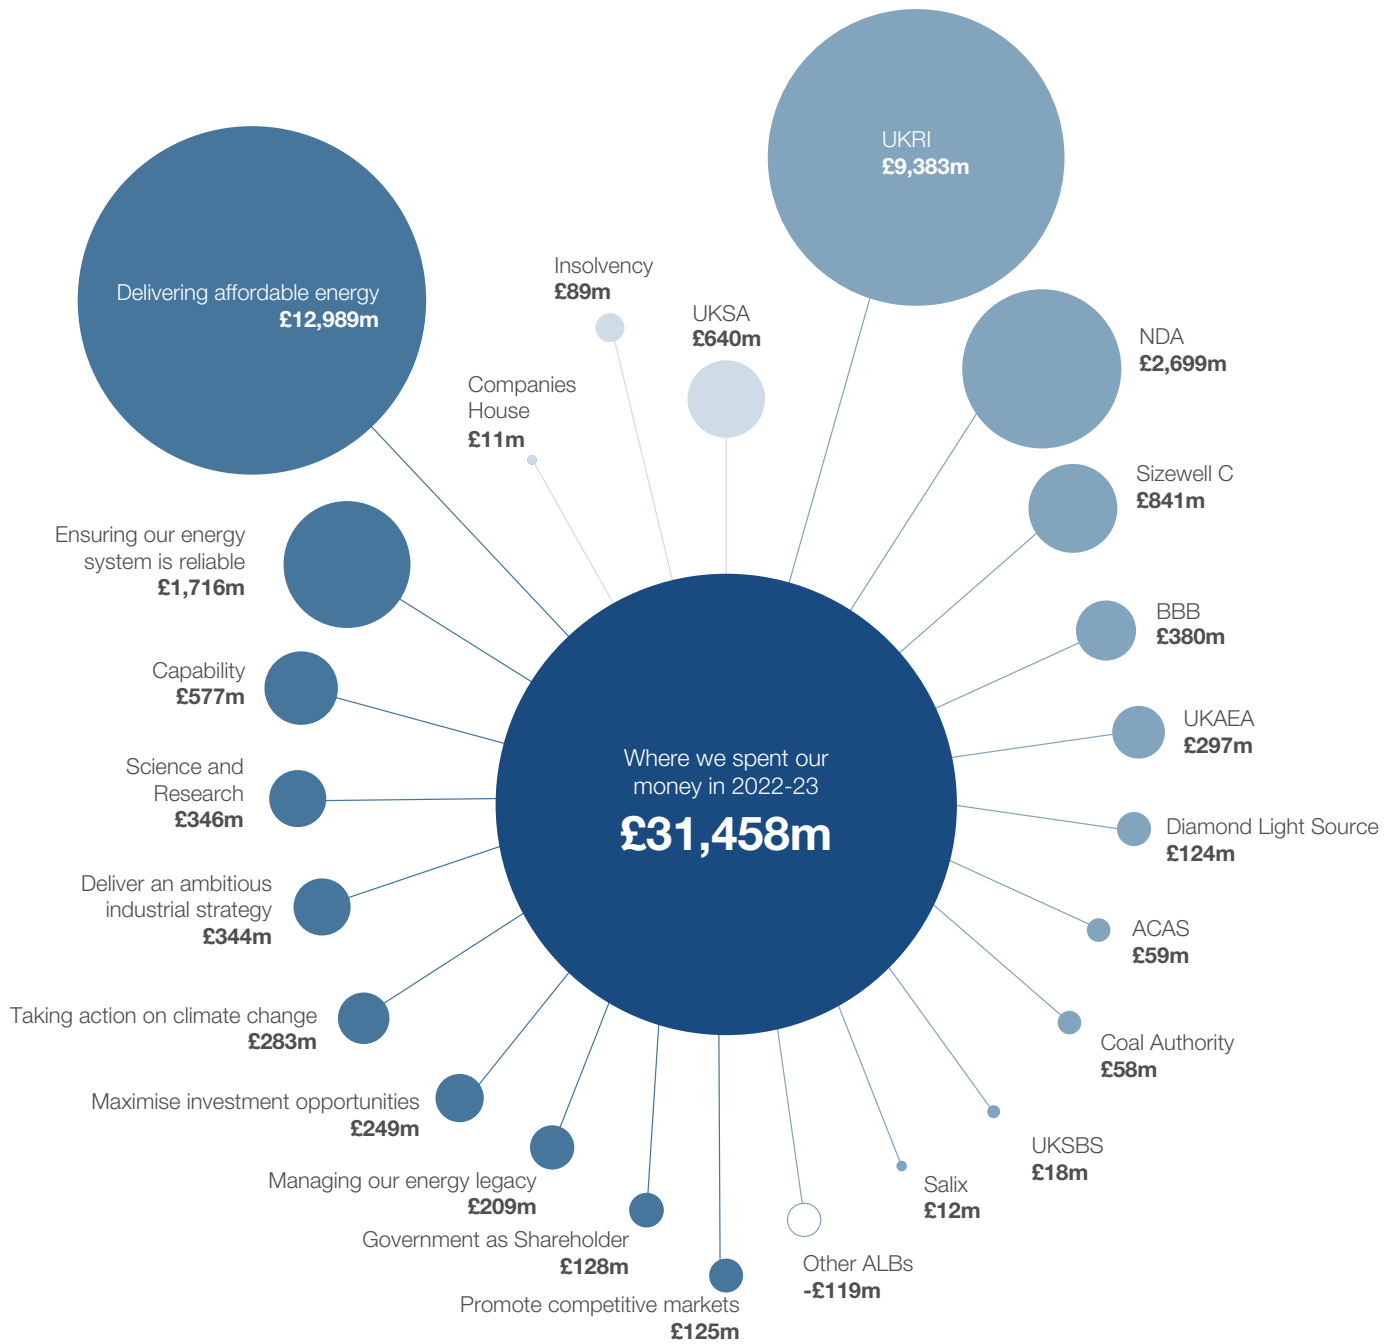 UKRI
£9,383m
Delivering affordable energy
£12,989m
Insolvency
£89m
UKSA
£640m
Companies
House
£11m
NDA
£2,699m
Sizewell C
£841m
Ensuring our energy
system is reliable
£1,716m
BBB
£380m
Capability
£577m
UKAEA
£297m
Science and
Research
£346m
Where we spent our
money in 2022-23
£31,458m
Diamond Light Source
£124m
Deliver an ambitious
industrial strategy
£344m
ACAS
£59m
Taking action on climate change
£283m
Coal Authority
£58m
Maximise investment opportunities
£249m
UKSBS
£18m
Managing our energy legacy
£209m
Salix
£12m
Government as Shareholder
£128m
Other ALBs
-£119m
Promote competitive markets
£125m